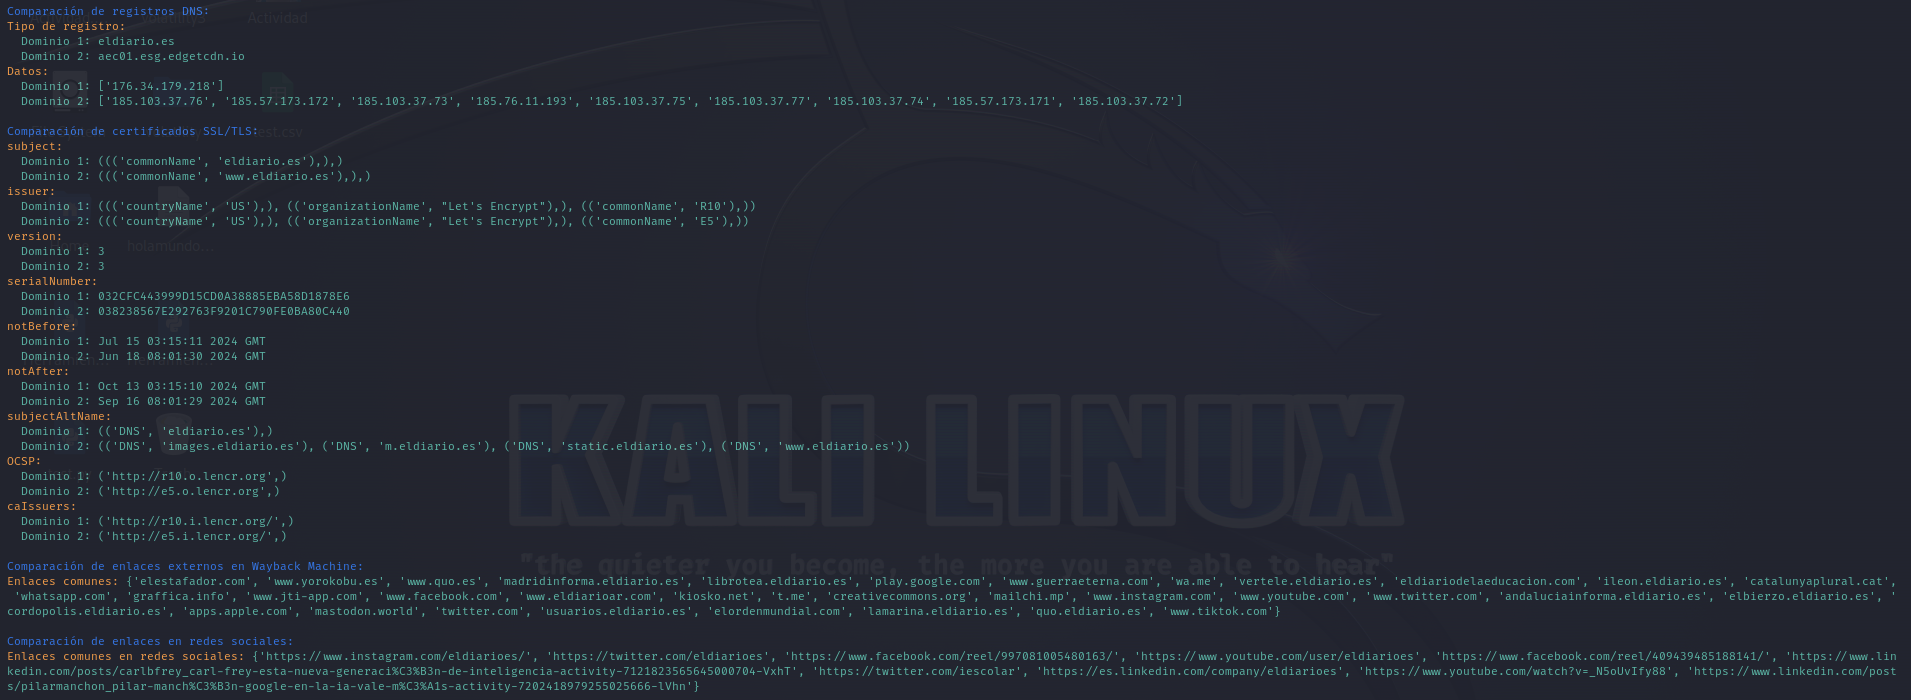 Comparación de registros DNS:
Actividad
Tipo de registro:
  Dominio 1: eldiario.es
  Dominio 2: aec01.esg.edgetcdn.io
Datos:
  Dominio 1: ['176.34.179.218']
  Dominio 2: ['185.103.37.76', '185.57.173.172', '185.103.37.73', '185.76.11.193', '185.103.37.75', '185.103.37.77', '185.103.37.74', '185.57.173.171', '185.103.37.72']
Comparación de certificados SSL/TLS:
subject:
  Dominio 1: ((('commonName', 'eldiario.es'),),)
  Dominio 2: ((('commonName', 'www.eldiario.es'),),)
issuer:
  Dominio 1: ((('countryName', 'US'),), (('organizationName', "Let's Encrypt"),), (('commonName', 'R10'),))
  Dominio 2: ((('countryName', 'US'),), (('organizationName', "Let's Encrypt"),), (('commonName', 'E5'),))
version:
holamundo...
  Dominio 1: 3
  Dominio 2: 3
serialNumber:
  Dominio 1: 032CFC443999D15CD0A38885EBA58D1878E6
  Dominio 2: 038238567E292763F9201C790FE0BA80C440
notBefore:
  Dominio 1: Jul 15 03:15:11 2024 GMT
  Dominio 2: Jun 18 08:01:30 2024 GMT
notAfter:
  Dominio 1: Oct 13 03:15:10 2024 GMT
  Dominio 2: Sep 16 08:01:29 2024 GMT
subjectAltName:
  Dominio 1: (('DNS', 'eldiario.es'),)
  Dominio 2: (('DNS', 'images.eldiario.es'), ('DNS', 'm.eldiario.es'), ('DNS', 'static.eldiario.es'), ('DNS', 'www.eldiario.es'))
OCSP:
  Dominio 1: ('http://r10.o.lencr.org',)
  Dominio 2: ('http://e5.o.lencr.org',)
caIssuers:
  Dominio 1: ('http://r10.i.lencr.org/',)
  Dominio 2: ('http://e5.i.lencr.org/',)
KALI LINUX
"the quieter you become, the more you are able to hear"
Comparación de enlaces externos en Wayback Machine:
Enlaces comunes: {'elestafador.com', 'www.yorokobu.es', 'www.quo.es', 'madridinforma.eldiario.es', 'librotea.eldiario.es', 'play.google.com', 'www.guerraeterna.com', 'wa.me', 'vertele.eldiario.es', 'eldiariodelaeducacion.com', 'ileon.eldiario.es', 'catalunyaplural.cat',
 'whatsapp.com', 'graffica.info', 'www.jti-app.com', 'www.facebook.com', 'www.eldiarioar.com', 'kiosko.net', 't.me', 'creativecommons.org', 'mailchi.mp', 'www.instagram.com', 'www.youtube.com', 'www.twitter.com', 'andaluciainforma.eldiario.es', 'elbierzo.eldiario.es', '
cordopolis.eldiario.es', 'apps.apple.com', 'mastodon.world', 'twitter.com', 'usuarios.eldiario.es', 'elordenmundial.com', 'lamarina.eldiario.es', 'quo.eldiario.es', 'www.tiktok.com'}
Comparación de enlaces en redes sociales:
Enlaces comunes en redes sociales: {'https://www.instagram.com/eldiarioes/', 'https://twitter.com/eldiarioes', 'https://www.facebook.com/reel/997081005480163/', 'https://www.youtube.com/user/eldiarioes', 'https://www.facebook.com/reel/409439485188141/', 'https://www.lin
kedin.com/posts/carlbfrey_carl-frey-esta-nueva-generaci%C3%B3n-de-inteligencia-activity-7121823565645000704-VxhT', 'https://twitter.com/iescolar', 'https://es.linkedin.com/company/eldiarioes', 'https://www.youtube.com/watch?v=_N5oUvIfy88', 'https://www.linkedin.com/post
s/pilarmanchon_pilar-manch%C3%B3n-google-en-la-ia-vale-m%C3%A1s-activity-7202418979255025666-lVhn'}